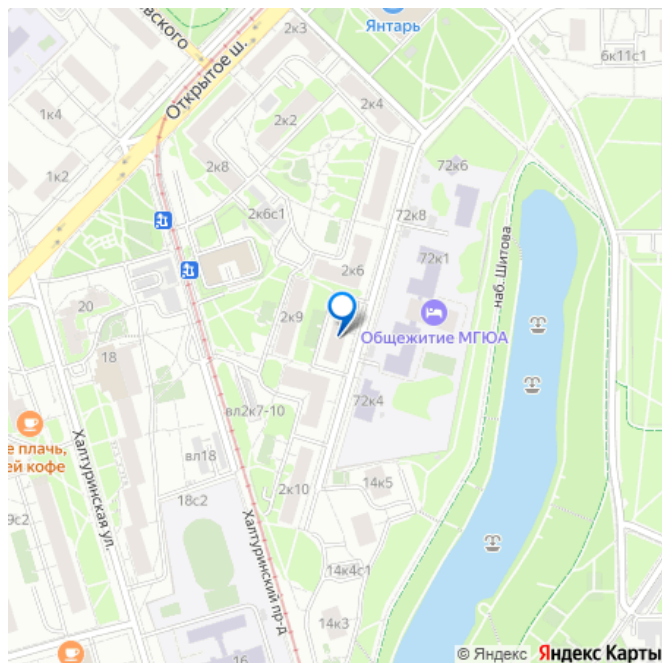 вского
2к3
Янтарь
6к11с1
Открытое ш.
1к4
2к4
2к2
1к2
2к8
72к6
2к6с1
72к8
наб. Шитова
72к1
2к6
20
2к9
Общежитие МГЮА
18
72к4
вл2к7-10
е плачь,
ей кофе
Халтуринская ул.
вл18
14к5
2к10
18с2
9с2
Халтуринский пр-д
14к4с1
14к3
16
© Яндекс Яндекс Карты